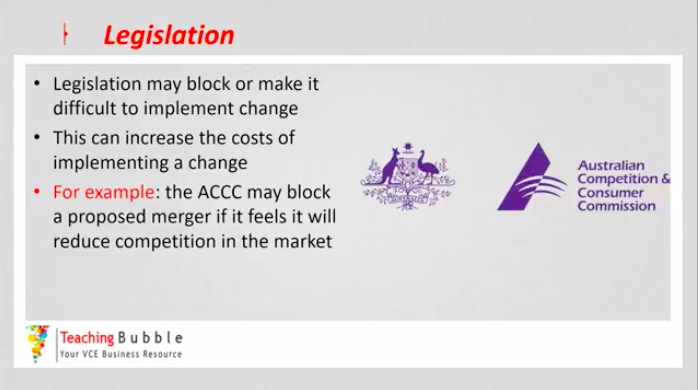 Legislation
• Legislation may block or make it
difficult to implement change
• This can increase the costs of
implementing a change
• For example: the ACCC may block
a proposed merger if it feels it will
reduce competition in the market
AUSTRALIA
Australian
Competition &
Consumer
Commission
Teaching Bubble
Your VCE Business Resource